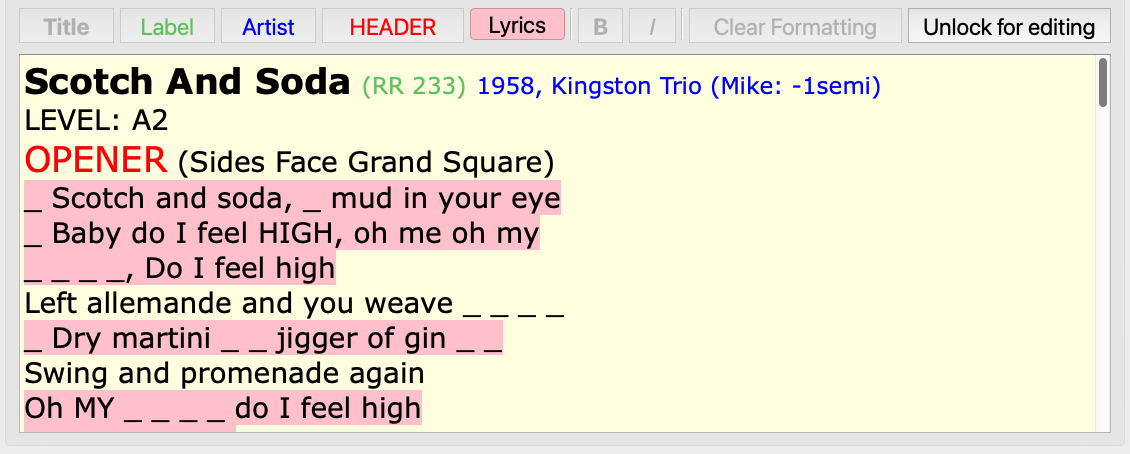 Title Label Artist HEADER Lyrics B I Clear Formatting Unlock for editing
Scotch And Soda (RR 233) 1958, Kingston Trio (Mike: -1semi)
LEVEL: A2
OPENER (Sides Face Grand Square)
_ Scotch and soda, _ mud in your eye
_ Baby do I feel HIGH, oh me oh my
_ _ _ _, Do I feel high
Left allemande and you weave _ _ _ _
_ Dry martini _ _ jigger of gin _ _
Swing and promenade again
Oh MY _ _ _ _ do I feel high